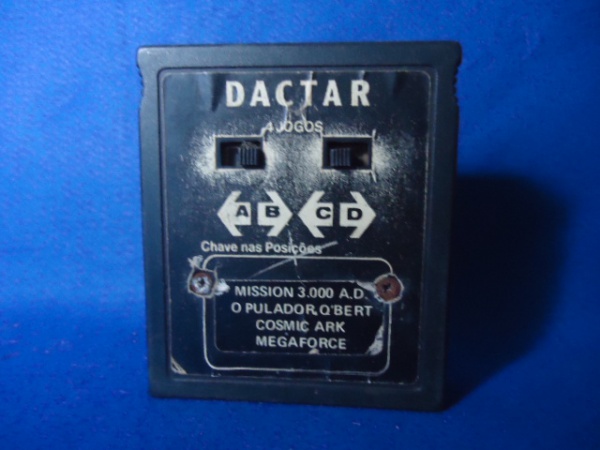 DACTAR
4 JOGOS
A B C D
Chave nas Posições
MISSION 3.000 A.D.
O PULADOR,Q'BERT
COSMIC ARK
MEGAFORCE